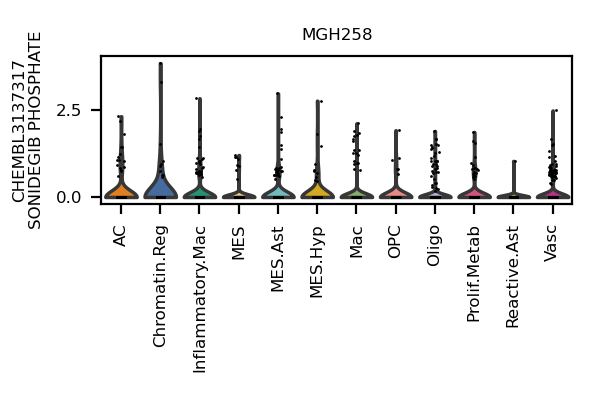 MGH258
CHEMBL3137317
SONIDEGIB PHOSPHATE
2.5
0.0
AC
Chromatin.Reg
Inflammatory.Mac
MES
MES.Ast
MES.Hyp
Mac
OPC
Oligo
Prolif.Metab
Reactive.Ast
Vasc